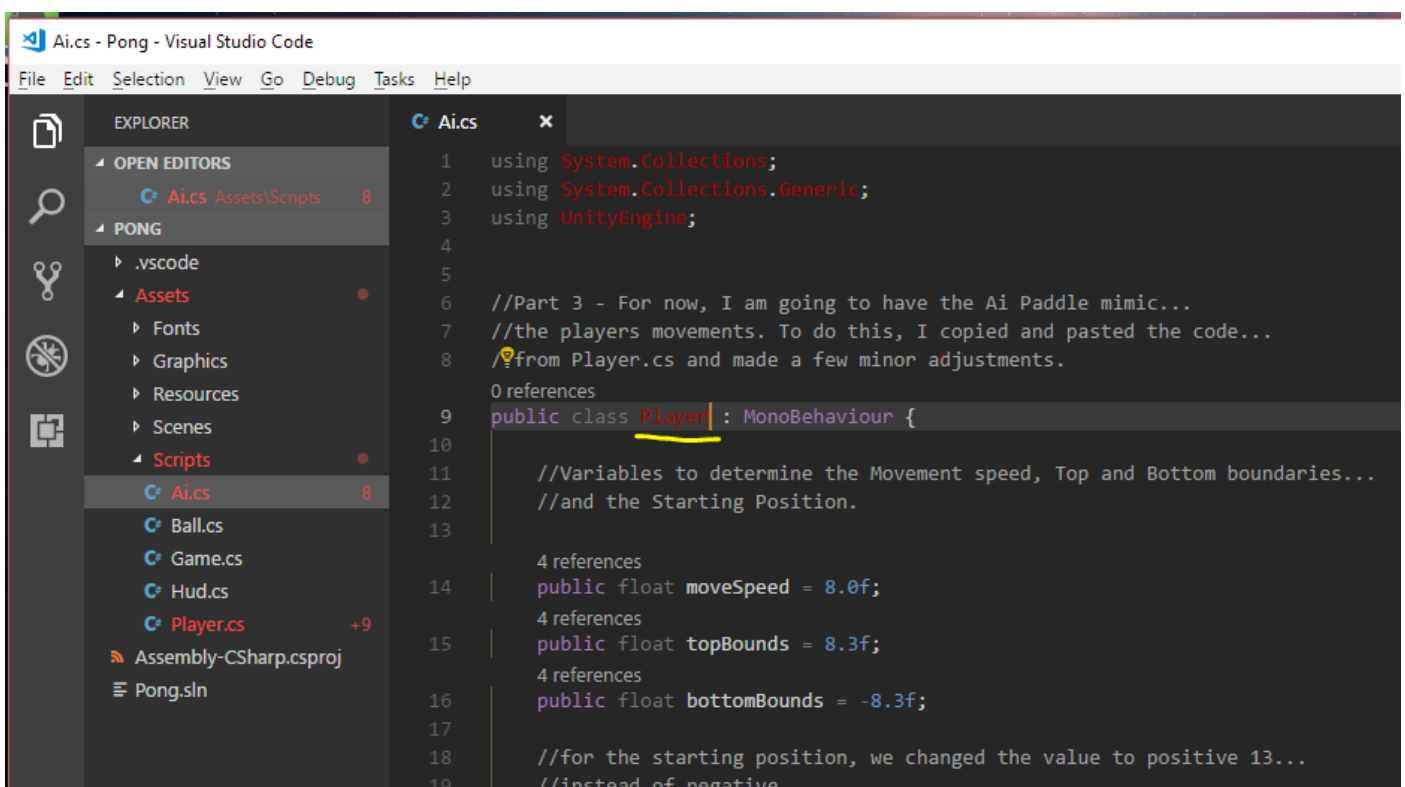 Ai.cs - Pong - Visual Studio Code
File Edit Selection View Go Debug Tasks Help
EXPLORER
OPEN EDITORS
Ai.cs Assets\Scripts 8
PONG
.vscode
Assets
Fonts
Graphics
Resources
Scenes
Scripts
Ai.cs 8
Ball.cs
Game.cs
Hud.cs
Player.cs +9
Assembly-CSharp.csproj
Pong.sln
Ai.cs
1 using System.Collections;
2 using System.Collections.Generic;
3 using UnityEngine;
4
5
6 //Part 3 - For now, I am going to have the Ai Paddle mimic...
7 //the players movements. To do this, I copied and pasted the code...
8 /from Player.cs and made a few minor adjustments.
0 references
9 public class Player : MonoBehaviour {
10
11 //Variables to determine the Movement speed, Top and Bottom boundaries...
12 //and the Starting Position.
13
4 references
14 public float moveSpeed = 8.0f;
4 references
15 public float topBounds = 8.3f;
4 references
16 public float bottomBounds = -8.3f;
17
18 //for the starting position, we changed the value to positive 13...
19 //instead of negative